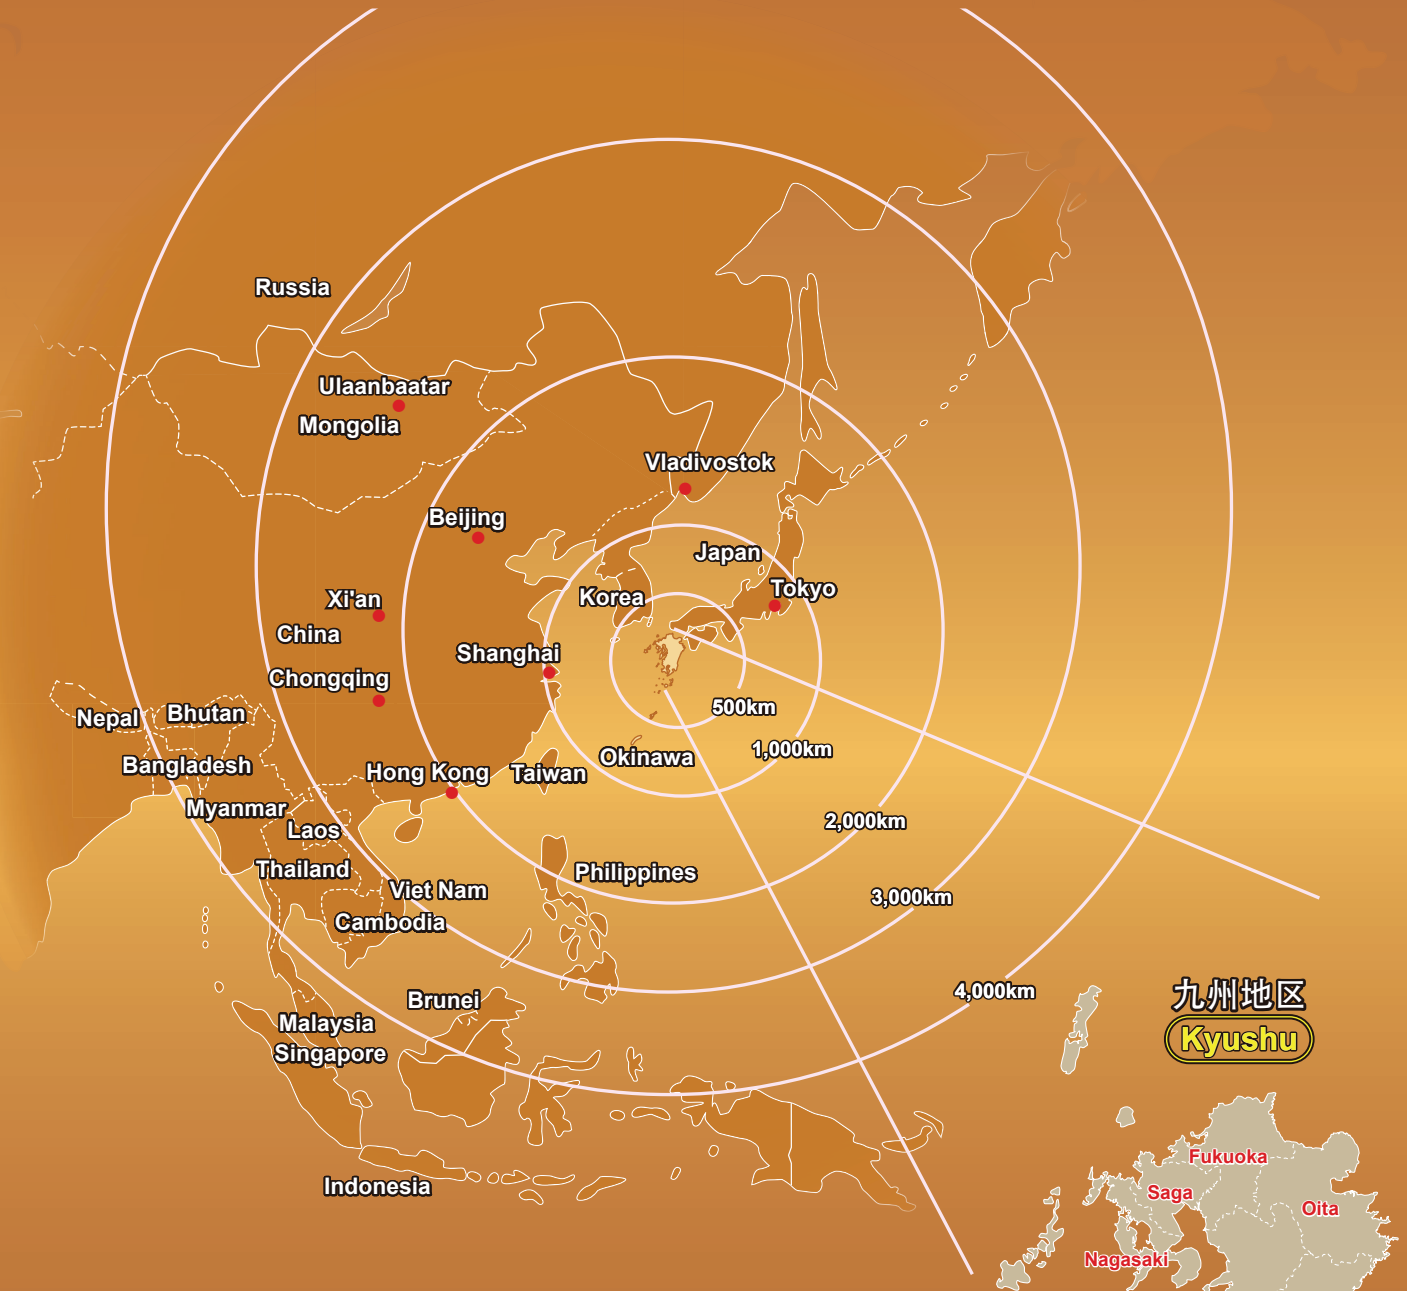 Russia
Ulaanbaatar
Mongolia
Vladivostok
Beijing
Japan
Tokyo
Korea
Xi'an
China
Shanghai
Chongqing
500km
Nepal
Bhutan
1,000km
Okinawa
Bangladesh
Hong Kong
Taiwan
Myanmar
2,000km
Laos
Thailand
Philippines
Viet Nam
3,000km
Cambodia
4,000km
九州地区
Brunei
Kyushu
Malaysia
Singapore
Fukuoka
Indonesia
Saga
Oita
Nagasaki